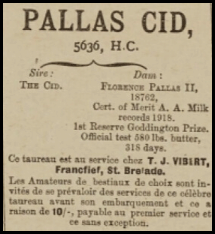 PALLAS CID,
5636, H.C.
Sire: Dam:
THE CID. FLORENCE PALLAS II,
18762,
Cert. of Merit A. A. Milk
records 1918.
1st Reserve Goddington Prize.
Official test 580 lbs. butter,
318 days.
Ce taureau est au service chez T. J. VIBERT,
Franclief, St. Brelade.
Les Amateurs de bestiaux de choix sont invi-
tés de se prévaloir des services de ce célèbre
taureau avant son embarquement et ce a
raison de 10/-, payable au premier service et
ce sans exception.